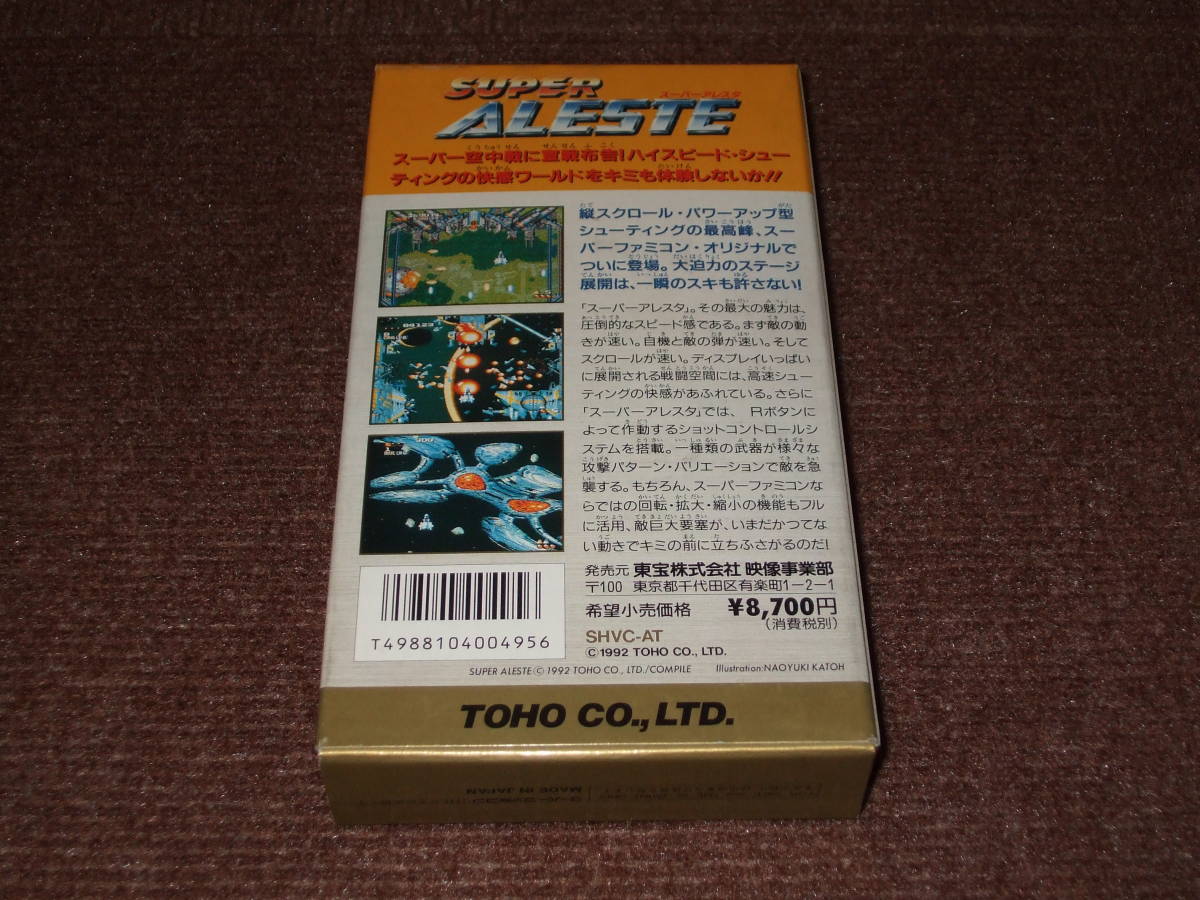 SUPER
ALESTE
スーパーアレスタ
スーパー空中戦に宣戦布告!ハイスピード・シュー
ティングの快感ワールドをキミも体験しないか!!
縦スクロール・パワーアップ型
シューティングの最高峰、スー
パーファミコン・オリジナルで
ついに登場。大迫力のステージ
展開は、一瞬のスキも許さない!
「スーパーアレスタ」。その最大の魅力は、
圧倒的なスピード感である。まず敵の動
きが速い。自機と敵の弾が速い。そして
スクロールが速い。ディスプレイいっぱい
に展開される戦闘空間には、高速シュー
ティングの快感があふれている。さらに
「スーパーアレスタ」では、Rボタンに
よって作動するショットコントロールシ
ステムを搭載。一種類の武器が様々な
攻撃パターン・バリエーションで敵を急
襲する。もちろん、スーパーファミコンな
らではの回転・拡大・縮小の機能もフル
に活用、敵巨大要塞が、いまだかつてな
い動きでキミの前に立ちふさがるのだ!
発売元 東宝株式会社 映像事業部
〒100 東京都千代田区有楽町1-2-1
希望小売価格 ¥8,700円
(消費税別)
SHVC-AT
©1992 TOHO CO., LTD.
T4988104004956
SUPER ALESTE © 1992 TOHO CO., LTD./COMPILE Illustration:NAOYUKI KATOH
TOHO CO., LTD.
MADE IN JAPAN